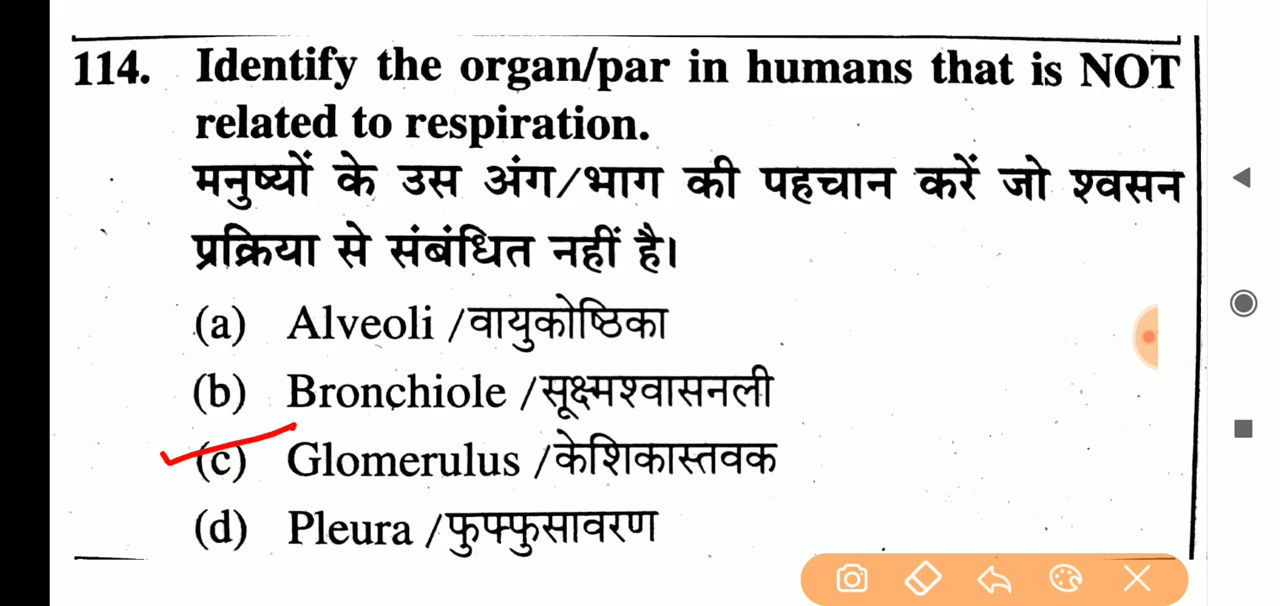 114. Identify the organ/par in humans that is NOT
related to respiration.
मनुष्यों के उस अंग/भाग की पहचान करें जो श्वसन
प्रक्रिया से संबंधित नहीं है।
(a) Alveoli /वायुकोष्ठिका
(b) Bronchiole /सूक्ष्मश्वासनली
(c) Glomerulus /केशिकास्तवक
(d) Pleura /फुफ्फुसावरण